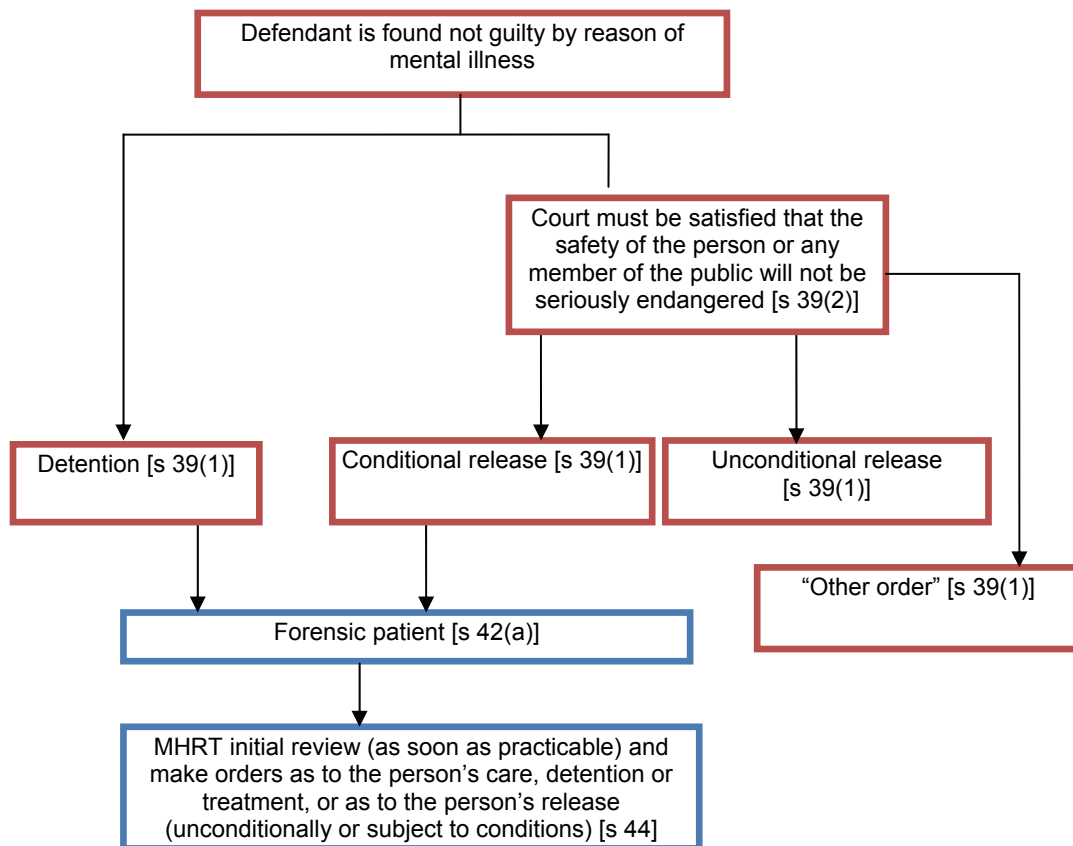 Defendant is found not guilty by reason of
mental illness
Court must be satisfied that the
safety of the person or any
member of the public will not be
seriously endangered [s 39(2)]
Detention [s 39(1)]
Conditional release [s 39(1)]
Unconditional release
[s 39(1)]
“Other order” [s 39(1)]
Forensic patient [s 42(a)]
MHRT initial review (as soon as practicable) and
make orders as to the person’s care, detention or
treatment, or as to the person’s release
(unconditionally or subject to conditions) [s 44]